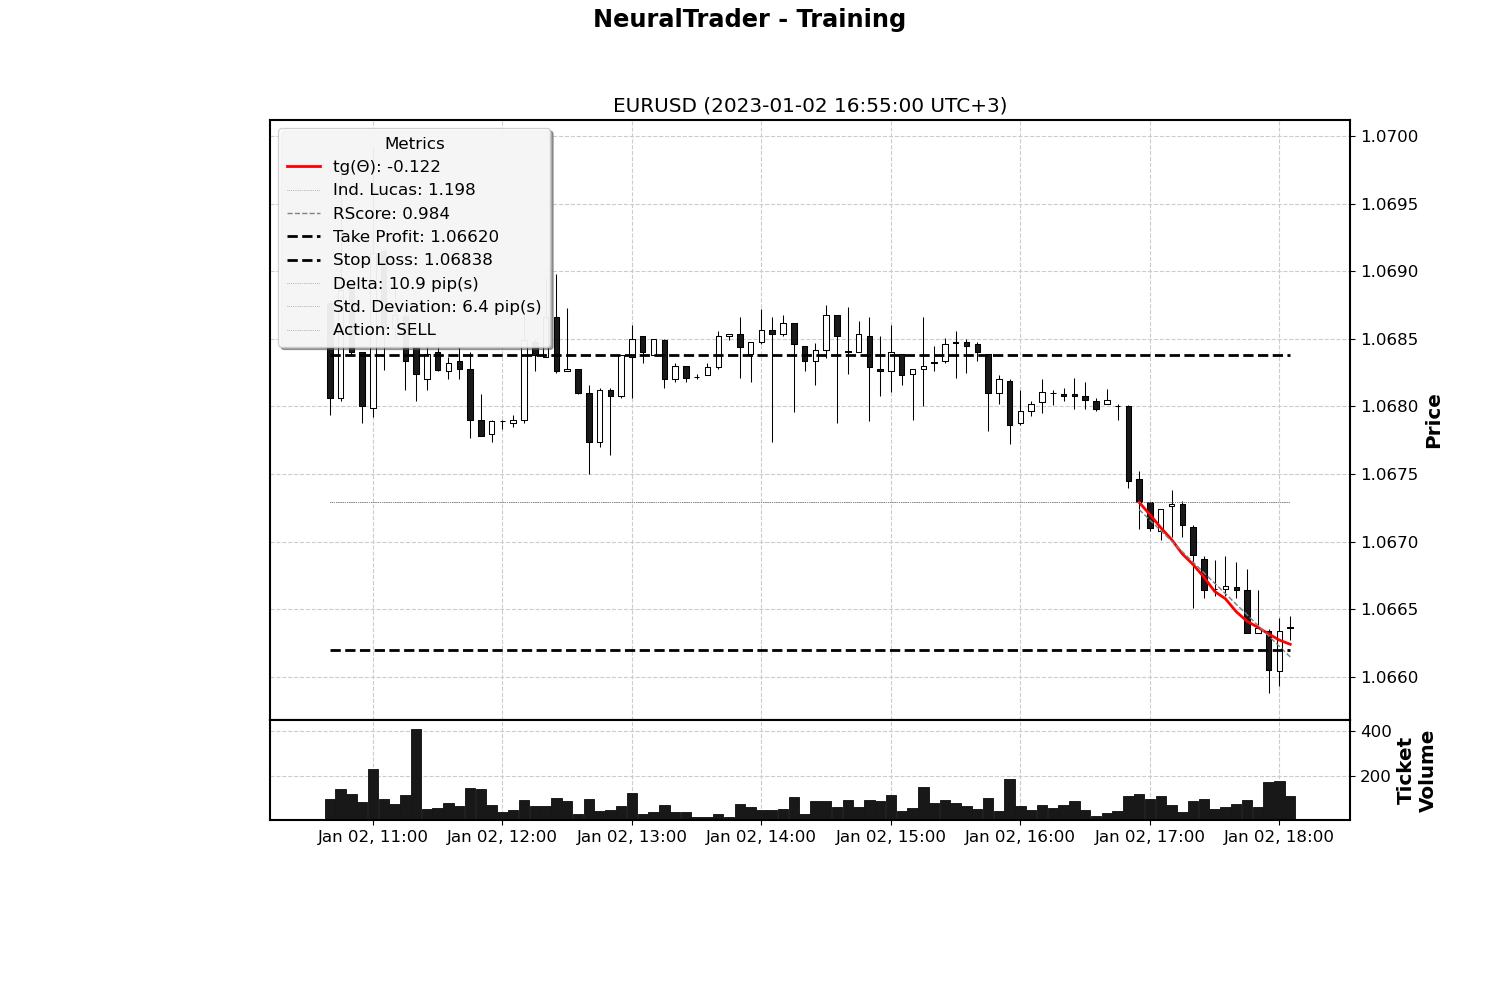 NeuralTrader - Training
EURUSD (2023-01-02 16:55:00 UTC+3)
Metrics
tg(Θ): -0.122
Ind. Lucas: 1.198
RScore: 0.984
Take Profit: 1.06620
Stop Loss: 1.06838
Delta: 10.9 pip(s)
Std. Deviation: 6.4 pip(s)
Action: SELL
1.0700
1.0695
1.0690
1.0685
1.0680
1.0675
1.0670
1.0665
1.0660
Price
400
200
Ticket
Volume
Jan 02, 11:00
Jan 02, 12:00
Jan 02, 13:00
Jan 02, 14:00
Jan 02, 15:00
Jan 02, 16:00
Jan 02, 17:00
Jan 02, 18:00